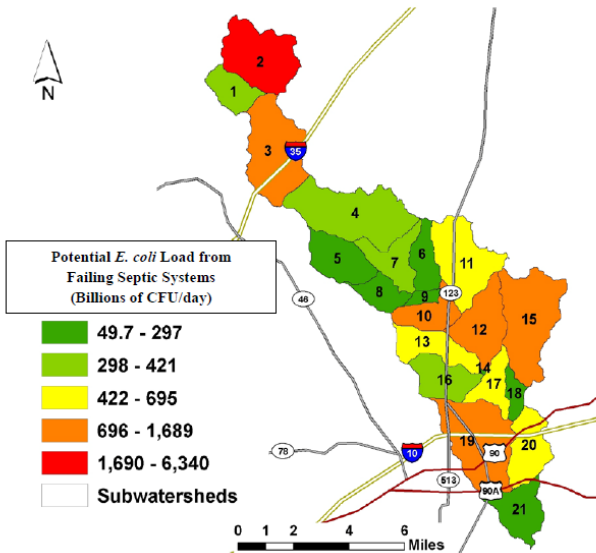 N
2
1
3
35
4
5
6
7
8
9
11
46
123
10
12
15
13
14
16
17
18
19
20
78
10
90
513
90A
21
Potential E. coli Load from
Failing Septic Systems
(Billions of CFU/day)
49.7 - 297
298 - 421
422 - 695
696 - 1,689
1,690 - 6,340
Subwatersheds
0 1 2 4 6
Miles